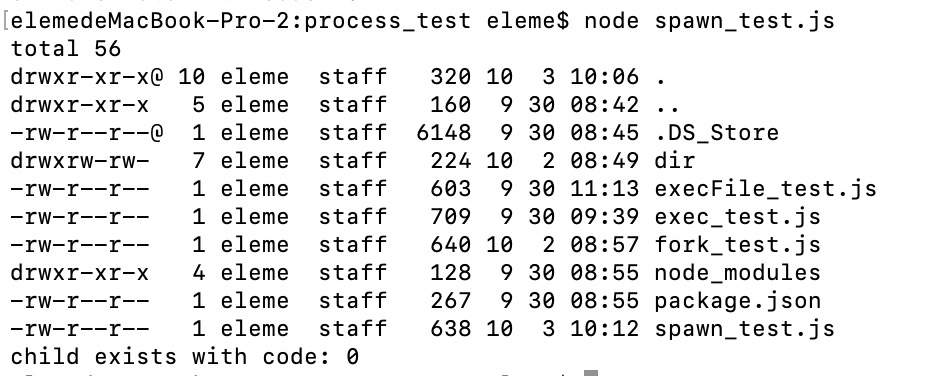 [elemedeMacBook-Pro-2:process_test eleme$ node spawn_test.js
total 56
drwxr-xr-x@ 10 eleme  staff   320 10  3 10:06 .
drwxr-xr-x   5 eleme  staff   160  9 30 08:42 ..
-rw-r--r--@  1 eleme  staff  6148  9 30 08:45 .DS_Store
drwxrw-rw-   7 eleme  staff   224 10  2 08:49 dir
-rw-r--r--   1 eleme  staff   603  9 30 11:13 execFile_test.js
-rw-r--r--   1 eleme  staff   709  9 30 09:39 exec_test.js
-rw-r--r--   1 eleme  staff   640 10  2 08:57 fork_test.js
drwxr-xr-x   4 eleme  staff   128  9 30 08:55 node_modules
-rw-r--r--   1 eleme  staff   267  9 30 08:55 package.json
-rw-r--r--   1 eleme  staff   638 10  3 10:12 spawn_test.js
child exists with code: 0